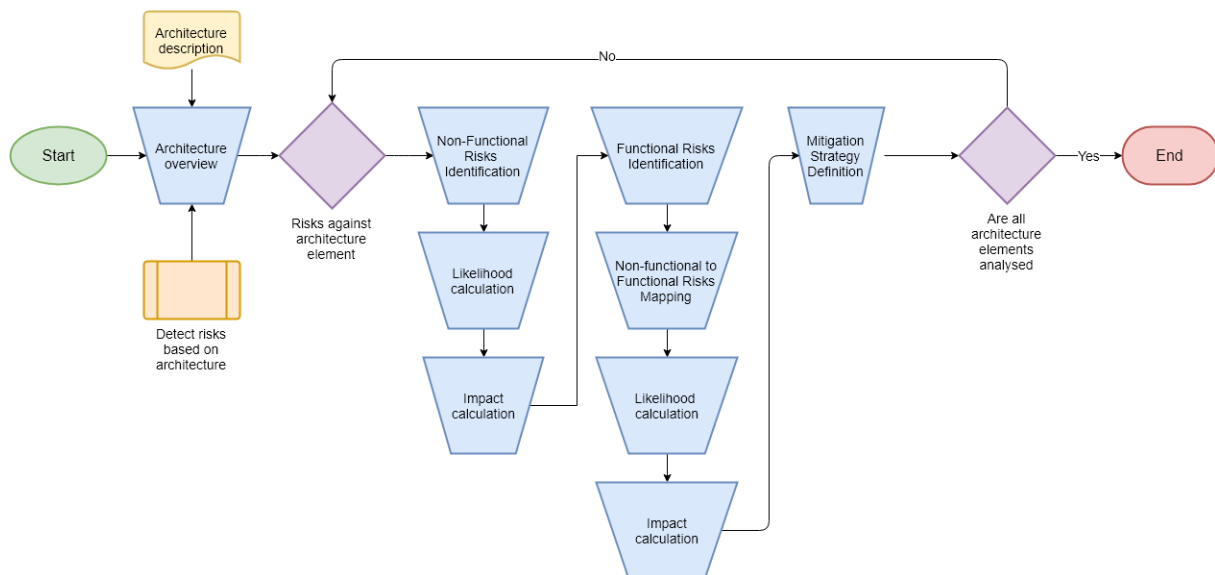 Architecture
description
No
Start
Architecture
overview
Non-Functional
Risks
Identification
Functional Risks
Identification
Mitigation
Strategy
Definition
Yes
End
Risks against
architecture
element
Are all
architecture
elements
analysed
Likelihood
calculation
Non-functional to
Functional Risks
Mapping
Detect risks
based on
architecture
Impact
calculation
Likelihood
calculation
Impact
calculation